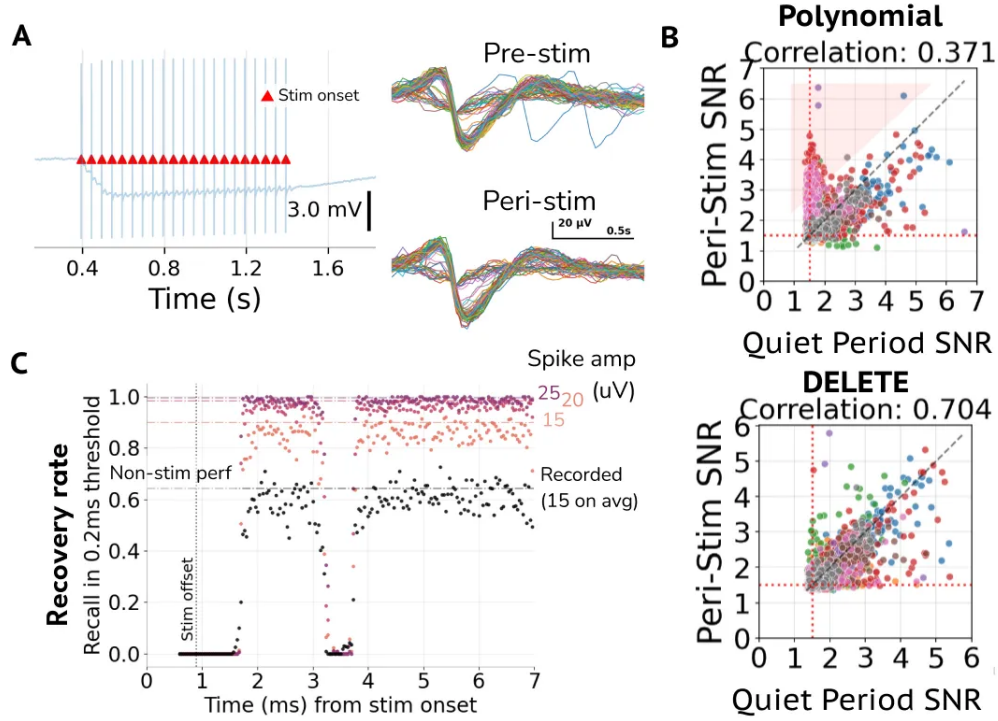 A
Stim onset
3.0 mV
0.4
0.8
1.2
1.6
Time (s)
Pre-stim
Peri-stim
20 µV
0.5s
B
Polynomial
Correlation: 0.371
Peri-Stim SNR
7
6
5
4
3
2
1
0
0 1 2 3 4 5 6 7
Quiet Period SNR
DELETE
Correlation: 0.704
Peri-Stim SNR
6
5
4
3
2
1
0
0 1 2 3 4 5 6
Quiet Period SNR
C
Recovery rate
Recall in 0.2ms threshold
1.0
0.8
0.6
0.4
0.2
0.0
Non-stim perf
Stim offset
Spike amp
(uV)
25
20
15
Recorded
(15 on avg)
0 1 2 3 4 5 6 7
Time (ms) from stim onset